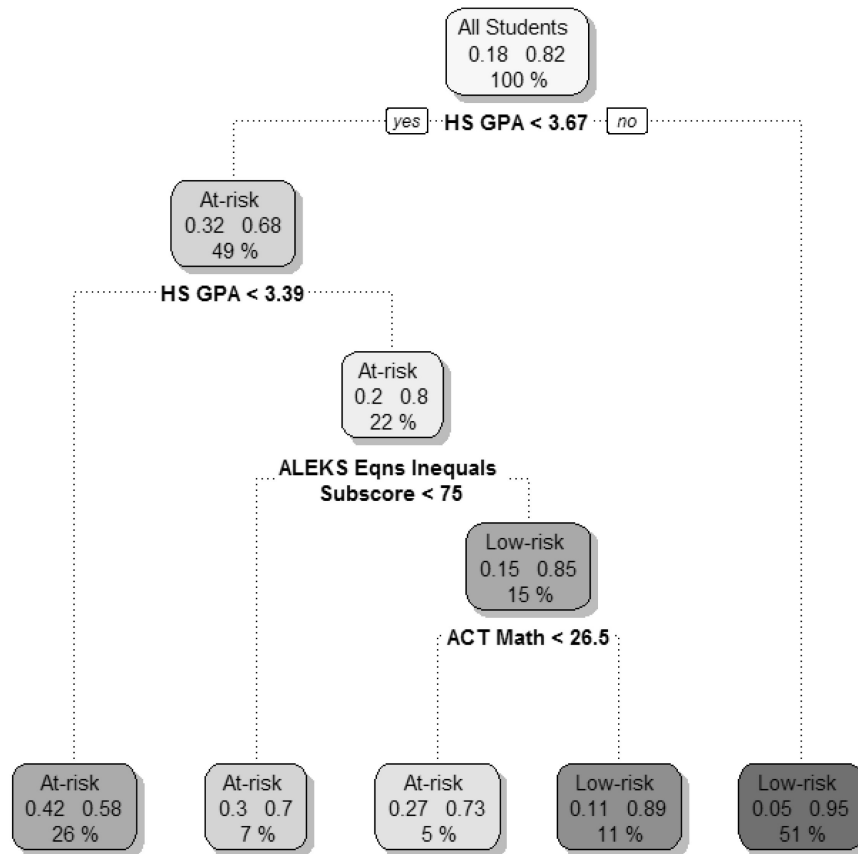 All Students
0.18 0.82
100 %
yes HS GPA < 3.67 no
At-risk
0.32 0.68
49 %
HS GPA < 3.39
At-risk
0.2 0.8
22 %
ALEKS Eqns Inequals
Subscore < 75
Low-risk
0.15 0.85
15 %
ACT Math < 26.5
At-risk
0.42 0.58
26 %
At-risk
0.3 0.7
7 %
At-risk
0.27 0.73
5 %
Low-risk
0.11 0.89
11 %
Low-risk
0.05 0.95
51 %